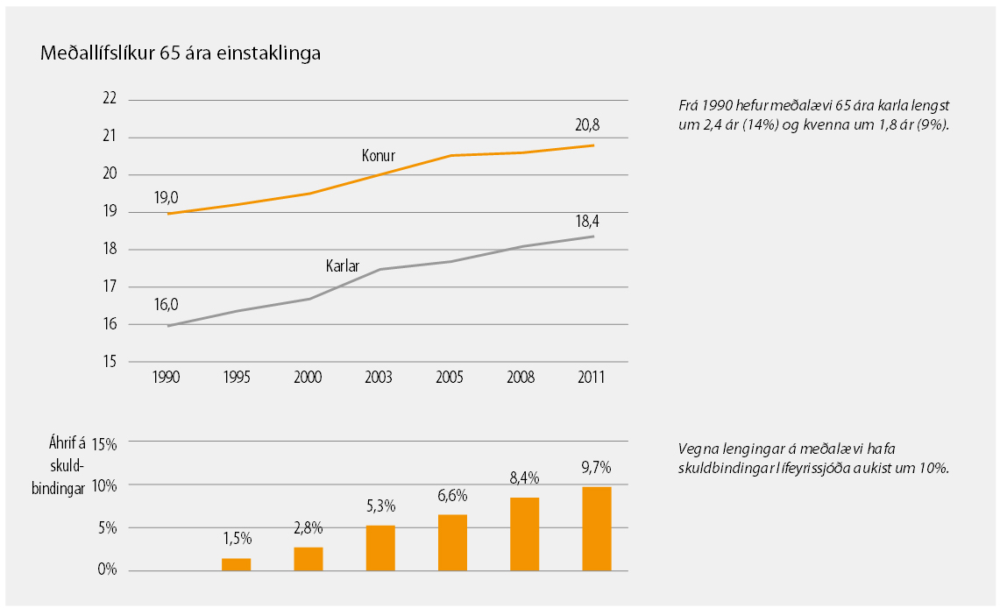 Meðallífslíkur 65 ára einstaklinga
22
21
20
19
18
17
16
15
19,0
Konur
20,8
16,0
Karlar
18,4
1990 1995 2000 2003 2005 2008 2011
Frá 1990 hefur meðalævi 65 ára karla lengst
um 2,4 ár (14%) og kvenna um 1,8 ár (9%).
Áhrif á
skuld-
bindingar
15%
10%
5%
0%
1,5% 2,8% 5,3% 6,6% 8,4% 9,7%
Vegna lengingar á meðalævi hafa
skuldbindingar lífeyrissjóða aukist um 10%.